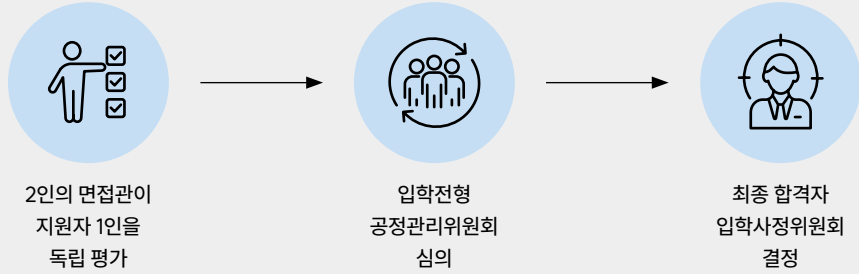 2인의 면접관이
지원자 1인을
독립 평가
입학전형
공정관리위원회
심의
최종 합격자
입학사정위원회
결정